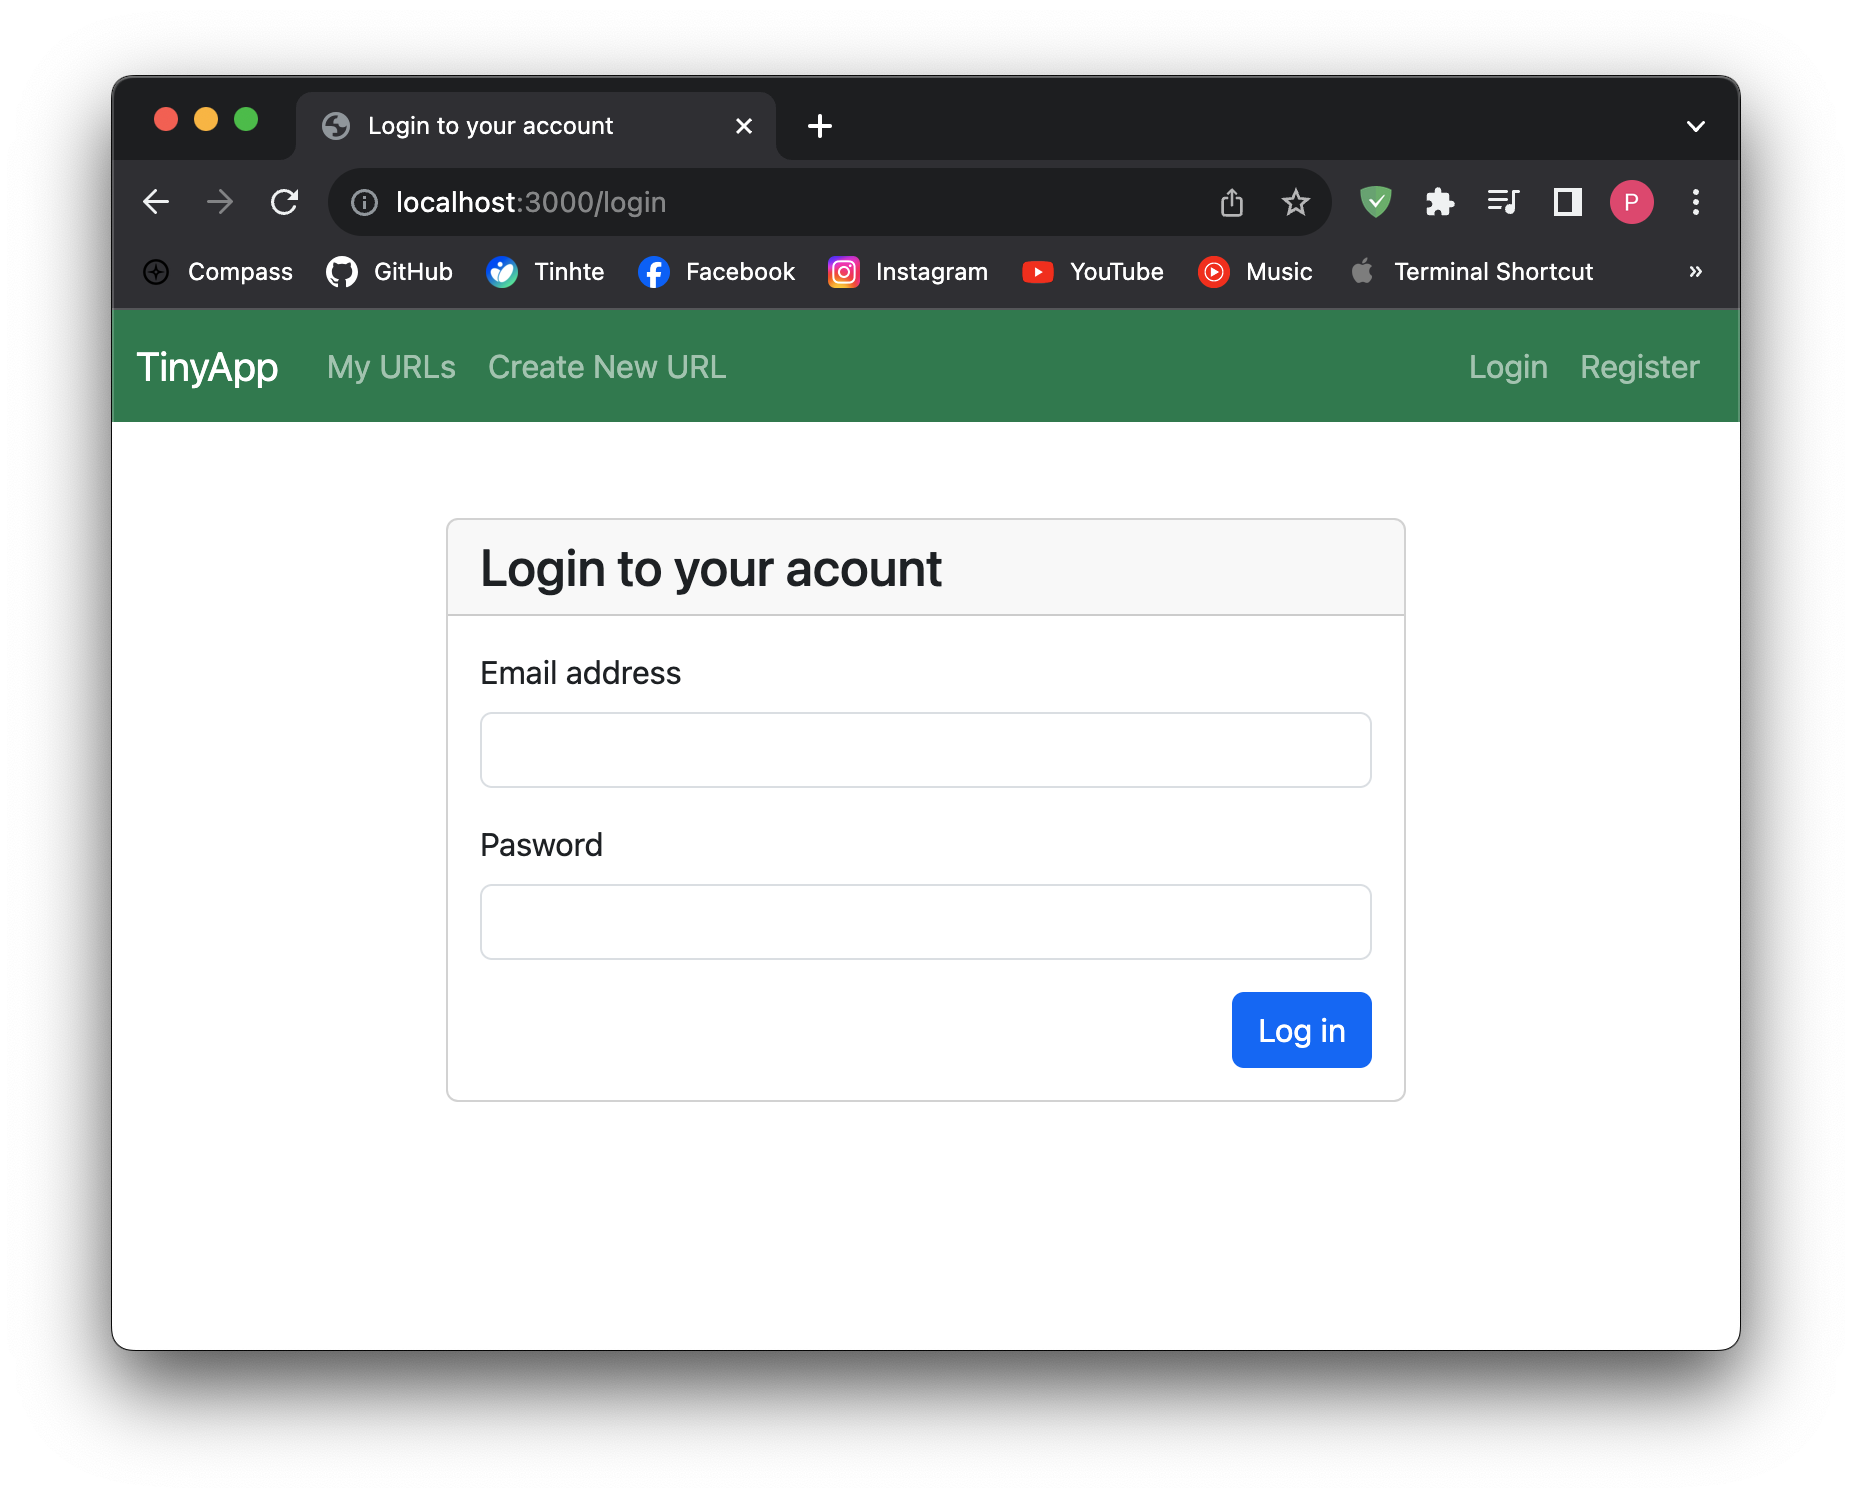 Login to your account
localhost:3000/login
P
Compass GitHub Tinhte Facebook Instagram YouTube Music Terminal Shortcut »
TinyApp My URLs Create New URL Login Register
Login to your acount
Email address
Pasword
Log in